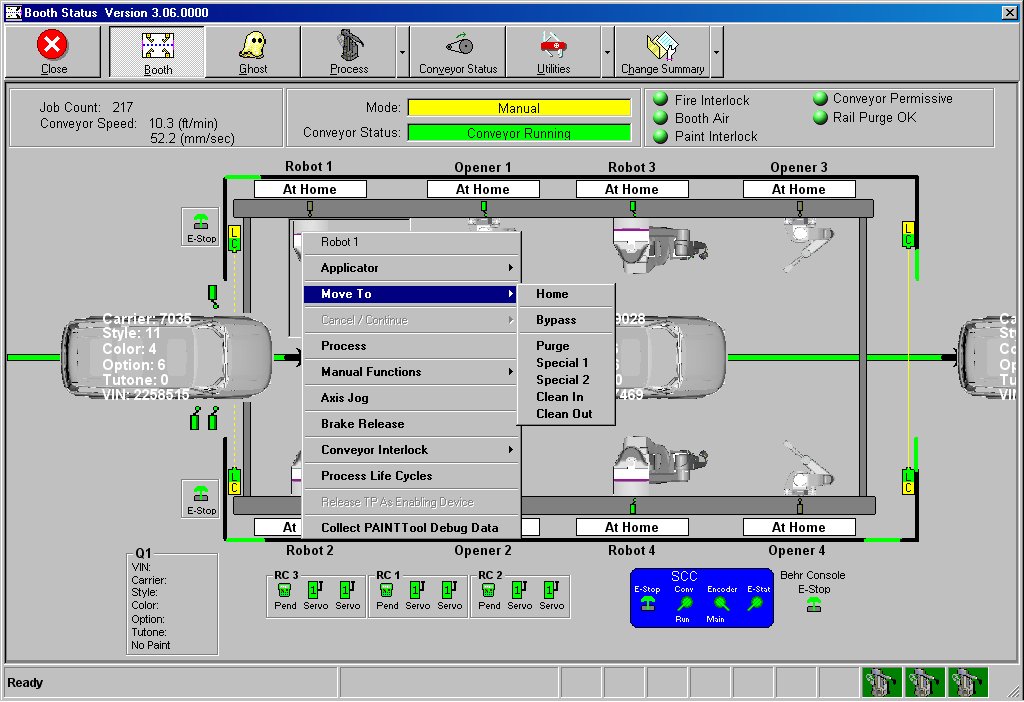 Booth Status Version 3.06.0000
Close
Booth
Ghost
Process
Conveyor Status
Utilities
Change Summary
Job Count: 217
Conveyor Speed: 10.3 (ft/min)
52.2 (mm/sec)
Mode: Manual
Conveyor Status: Conveyor Running
Fire Interlock
Booth Air
Paint Interlock
Conveyor Permissive
Rail Purge OK
Robot 1
Opener 1
Robot 3
Opener 3
At Home
At Home
At Home
At Home
E-Stop
L
C
L
C
Carrier: 7035
Style: 11
Color: 4
Option: 6
Tutone: 0
VIN: 2258515
Robot 1
Applicator
Move To
Cancel / Continue
Process
Manual Functions
Axis Jog
Brake Release
Conveyor Interlock
Process Life Cycles
Release TP As Enabling Device
Collect PAINTTool Debug Data
Home
Bypass
Purge
Special 1
Special 2
Clean In
Clean Out
9028
0
7469
Ca
Sty
Co
Op
Tu
VIN
E-Stop
L
C
L
C
At
At Home
At Home
Robot 2
Opener 2
Robot 4
Opener 4
Q1
VIN:
Carrier:
Style:
Color:
Option:
Tutone:
No Paint
RC 3
Pend Servo Servo
RC 1
Pend Servo Servo
RC 2
Pend Servo Servo
SCC
E-Stop Conv Encoder E-Stat
Run Main
Behr Console
E-Stop
Ready